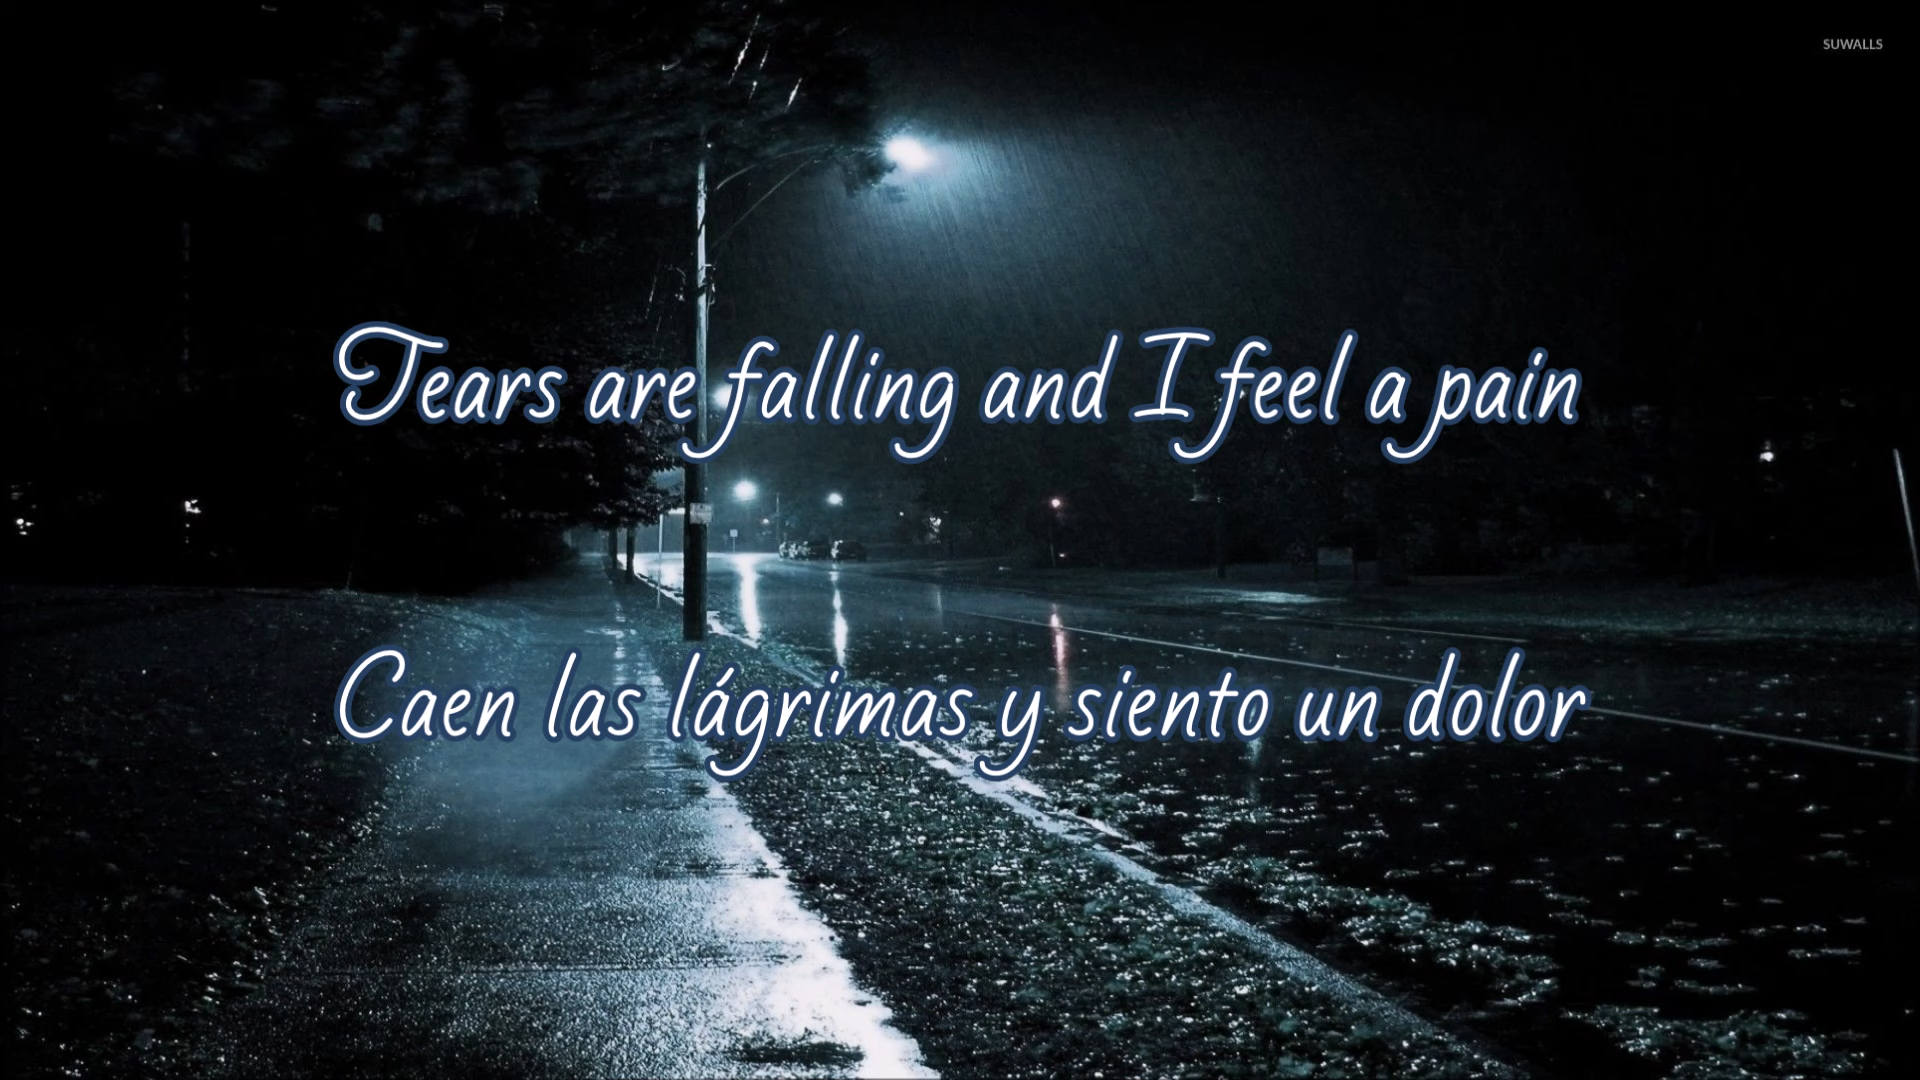 SUWALLS
Tears are falling and I feel a pain
Caen las lágrimas y siento un dolor